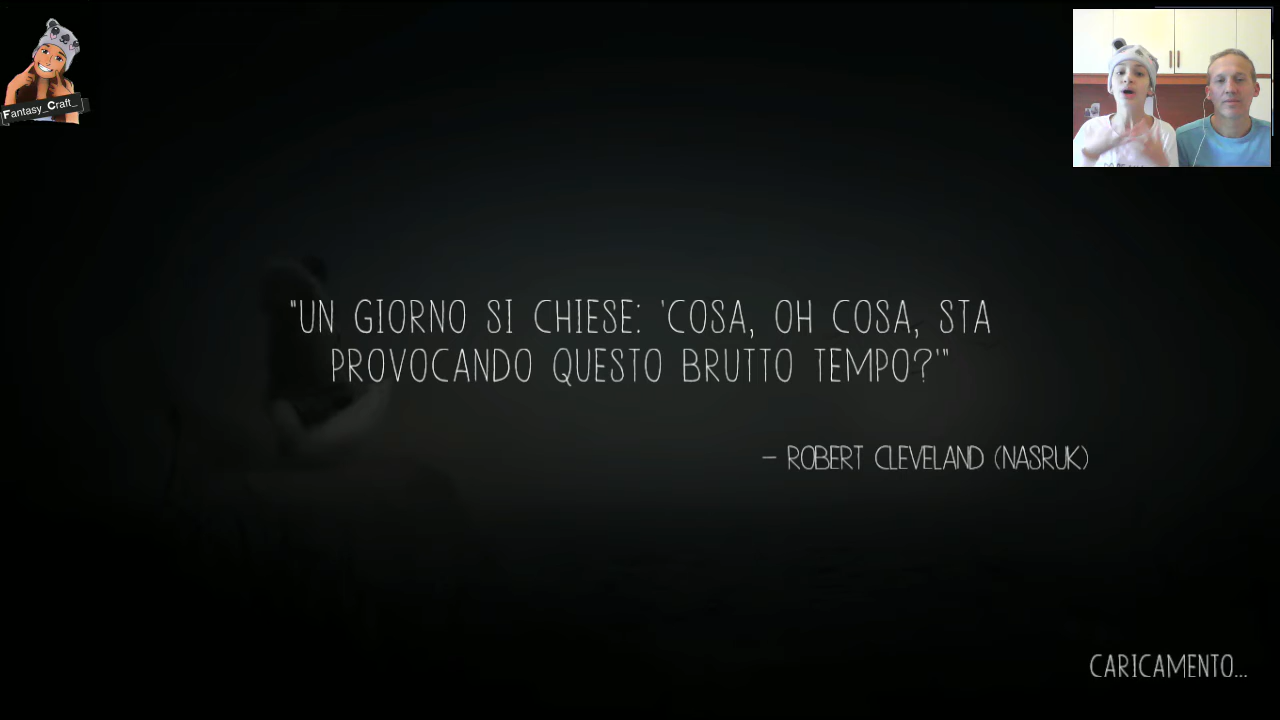 Fantasy_Craft_
"UN GIORNO SI CHIESE: 'COSA, OH COSA, STA
PROVOCANDO QUESTO BRUTTO TEMPO?'"
– ROBERT CLEVELAND (NASRUK)
CARICAMENTO...